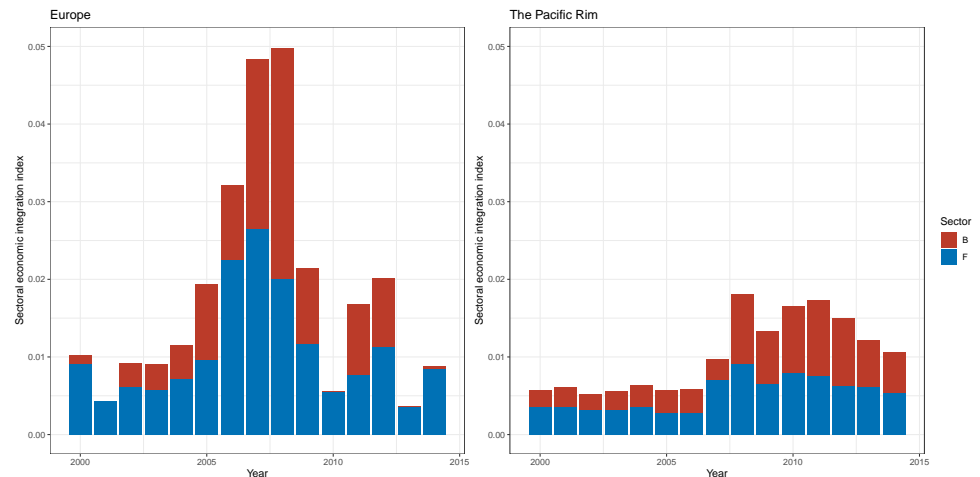 Europe
The Pacific Rim
Sectoral economic integration index
0.05
0.04
0.03
0.02
0.01
0.00
2000
2005
2010
2015
Year
Sectoral economic integration index
0.05
0.04
0.03
0.02
0.01
0.00
2000
2005
2010
2015
Year
Sector
B
F